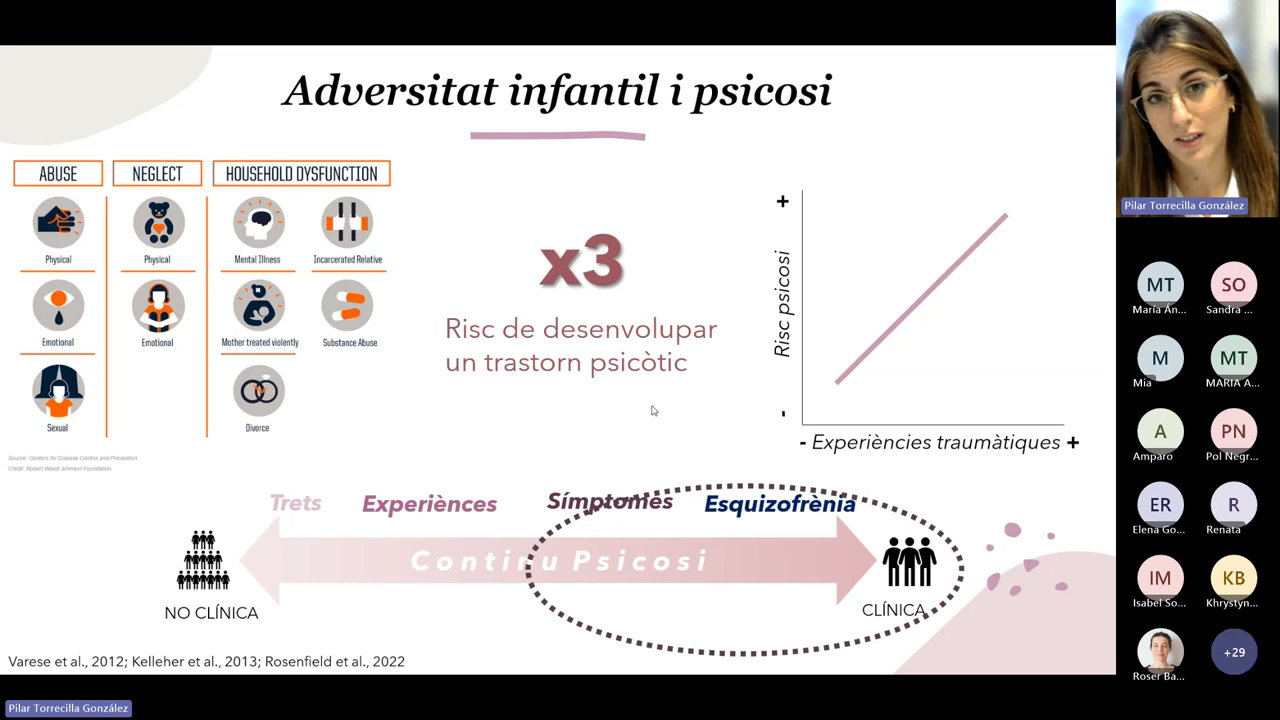 Adversitat infantil i psicosi
ABUSE
NEGLECT
HOUSEHOLD DYSFUNCTION
Physical
Physical
Mental Illness
Incarcerated Relative
Emotional
Emotional
Mother treated violently
Substance Abuse
Sexual
Divorce
Source: Centers for Disease Control and Prevention
Credit: Robert Wood Johnson Foundation
x3
Risc de desenvolupar
un trastorn psicòtic
+
Risc psicosi
-
- Experiències traumàtiques +
Trets
Experiències
Símptomes
Esquizofrènia
Continu Psicosi
NO CLÍNICA
CLÍNICA
Varese et al., 2012; Kelleher et al., 2013; Rosenfield et al., 2022
Pilar Torrecilla González
Pilar Torrecilla González
MT
SO
María Án...
Sandra ...
M
MT
Mia
MARIA A...
A
PN
Amparo
Pol Negr...
ER
R
Elena Go...
Renata
IM
KB
Isabel So...
Khrystyn...
Roser Ba...
+29